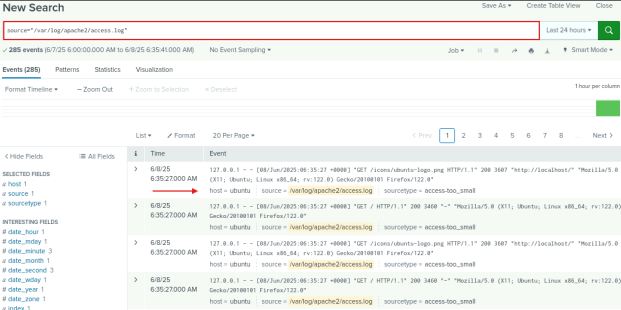 New Search
Save As ▾ Create Table View Close
source="/var/log/apache2/access.log"
Last 24 hours ▾
✓ 285 events (6/7/25 6:00:00.000 AM to 6/8/25 6:35:41.000 AM) No Event Sampling ▾
Job ▾ Smart Mode ▾
Events (285) Patterns Statistics Visualization
Format Timeline ▾ — Zoom Out + Zoom to Selection × Deselect
1 hour per column
List ▾ Format 20 Per Page ▾
< Prev 1 2 3 4 5 6 7 8 ... Next >
< Hide Fields All Fields
i Time Event
SELECTED FIELDS
a host 1
a source 1
a sourcetype 1
INTERESTING FIELDS
# date_hour 1
# date_mday 1
# date_minute 3
a date_month 1
# date_second 3
a date_wday 1
# date_year 1
# date_zone 1
a index 1
> 6/8/25
6:35:27.000 AM
127.0.0.1 - - [08/Jun/2025:06:35:27 +0000] "GET /icons/ubuntu-logo.png HTTP/1.1" 200 3607 "http://localhost/" "Mozilla/5.0
(X11; Ubuntu; Linux x86_64; rv:122.0) Gecko/20100101 Firefox/122.0"
host = ubuntu source = /var/log/apache2/access.log sourcetype = access-too_small
> 6/8/25
6:35:27.000 AM
127.0.0.1 - - [08/Jun/2025:06:35:27 +0000] "GET / HTTP/1.1" 200 3460 "-" "Mozilla/5.0 (X11; Ubuntu; Linux x86_64; rv:122.0)
Gecko/20100101 Firefox/122.0"
host = ubuntu source = /var/log/apache2/access.log sourcetype = access-too_small
> 6/8/25
6:35:27.000 AM
127.0.0.1 - - [08/Jun/2025:06:35:27 +0000] "GET /icons/ubuntu-logo.png HTTP/1.1" 200 3607 "http://localhost/" "Mozilla/5.0
(X11; Ubuntu; Linux x86_64; rv:122.0) Gecko/20100101 Firefox/122.0"
host = ubuntu source = /var/log/apache2/access.log sourcetype = access-too_small
> 6/8/25
6:35:27.000 AM
127.0.0.1 - - [08/Jun/2025:06:35:27 +0000] "GET / HTTP/1.1" 200 3460 "-" "Mozilla/5.0 (X11; Ubuntu; Linux x86_64; rv:122.0)
Gecko/20100101 Firefox/122.0"
host = ubuntu source = /var/log/apache2/access.log sourcetype = access-too_small